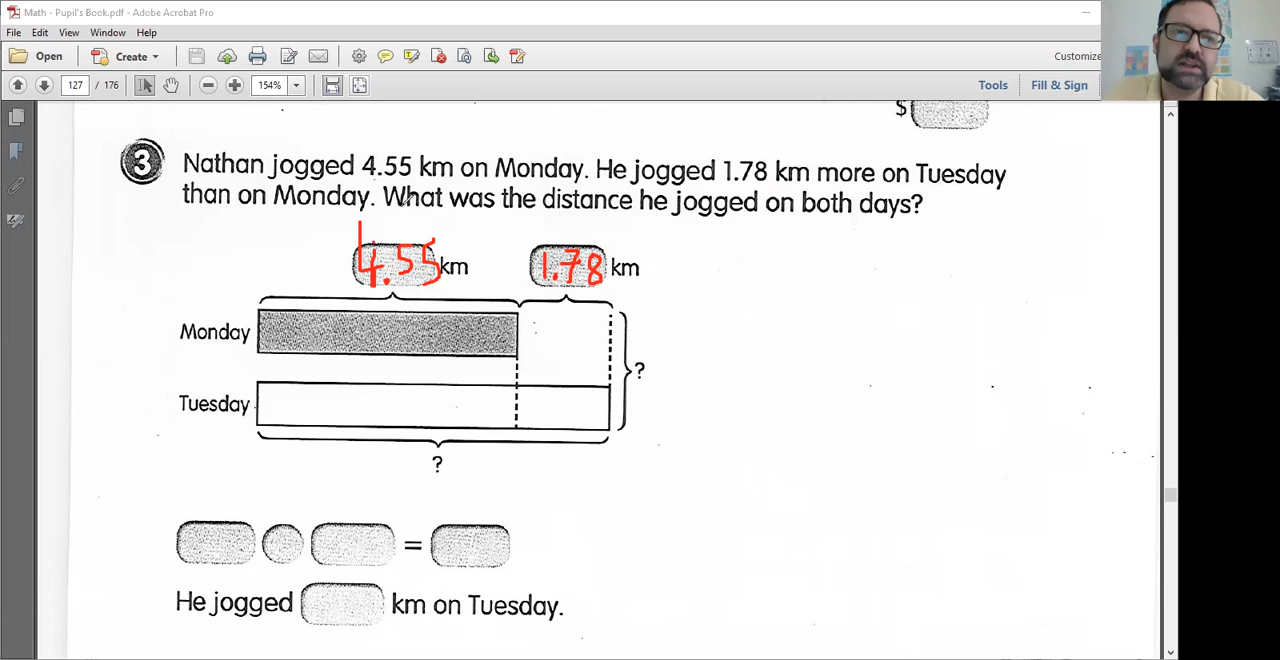 Math - Pupil's Book.pdf - Adobe Acrobat Pro
File Edit View Window Help
Open Create Customize
127 / 176 154% Tools Fill & Sign
$
3 Nathan jogged 4.55 km on Monday. He jogged 1.78 km more on Tuesday
than on Monday. What was the distance he jogged on both days?
4.55 km 1.78 km
Monday
?
Tuesday
?
=
He jogged km on Tuesday.